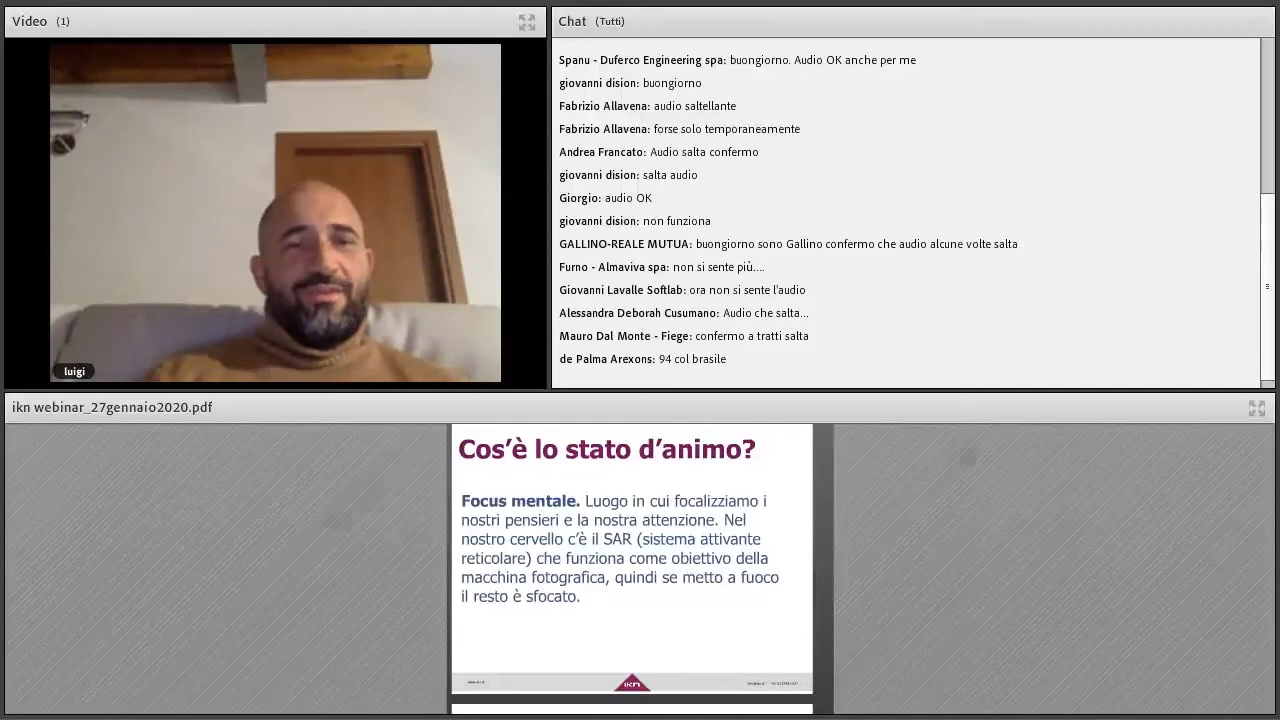 Video (1)
luigi
Chat (Tutti)
Spanu - Duferco Engineering spa: buongiorno. Audio OK anche per me
giovanni dision: buongiorno
Fabrizio Allavena: audio saltellante
Fabrizio Allavena: forse solo temporaneamente
Andrea Francato: Audio salta confermo
giovanni dision: salta audio
Giorgio: audio OK
giovanni dision: non funziona
GALLINO-REALE MUTUA: buongiorno sono Gallino confermo che audio alcune volte salta
Furno - Almaviva spa: non si sente più....
Giovanni Lavalle Softlab: ora non si sente l'audio
Alessandra Deborah Cusumano: Audio che salta...
Mauro Dal Monte - Fiege: confermo a tratti salta
de Palma Arexons: 94 col brasile
ikn webinar_27gennaio2020.pdf
Cos’è lo stato d’animo?
Focus mentale. Luogo in cui focalizziamo i
nostri pensieri e la nostra attenzione. Nel
nostro cervello c’è il SAR (sistema attivante
reticolare) che funziona come obiettivo della
macchina fotografica, quindi se metto a fuoco
il resto è sfocato.
ikn